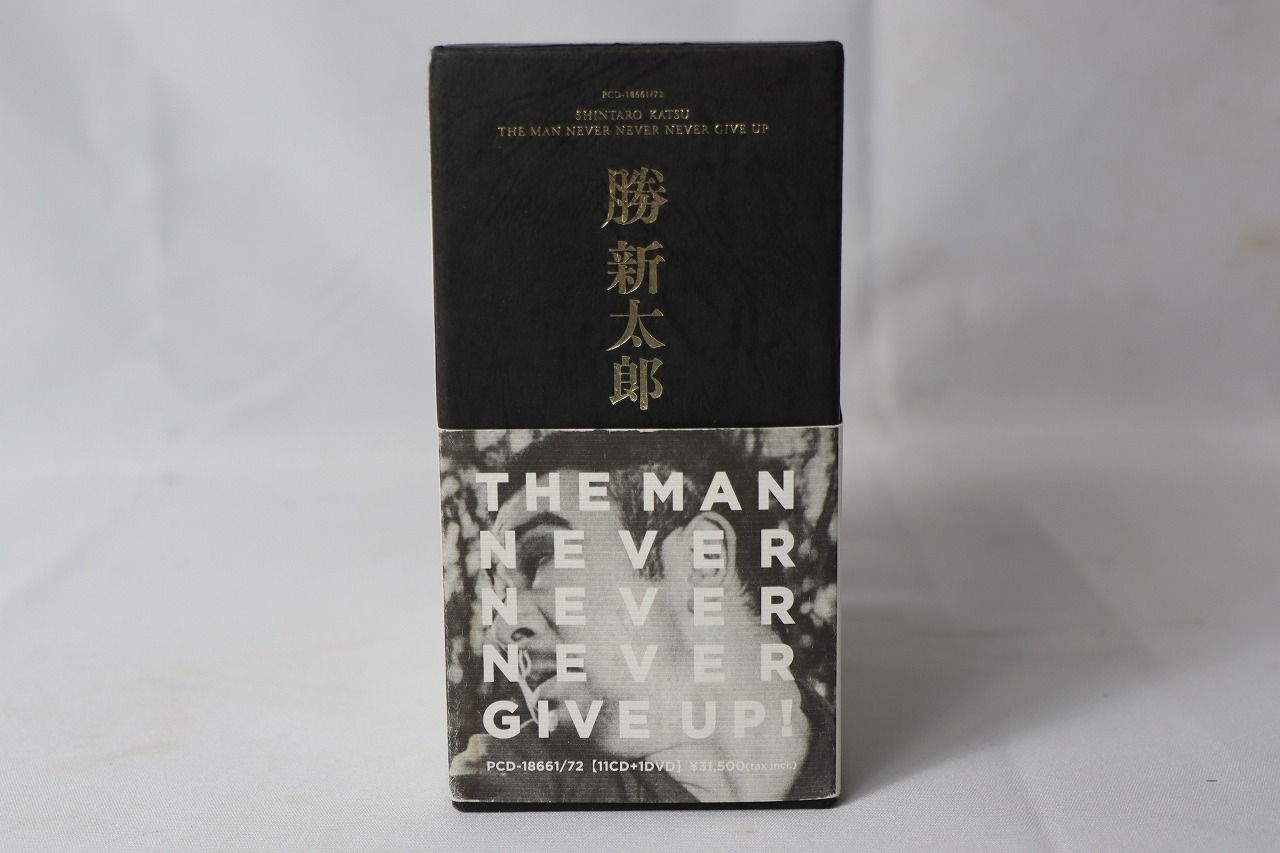 PCD-18661/72
SHINTARO KATSU
THE MAN NEVER NEVER NEVER GIVE UP
勝新太郎
THE MAN
NEVER
NEVER
NEVER
GIVE UP!
PCD-18661/72 [11CD+1DVD] ¥31,500(tax incl.)